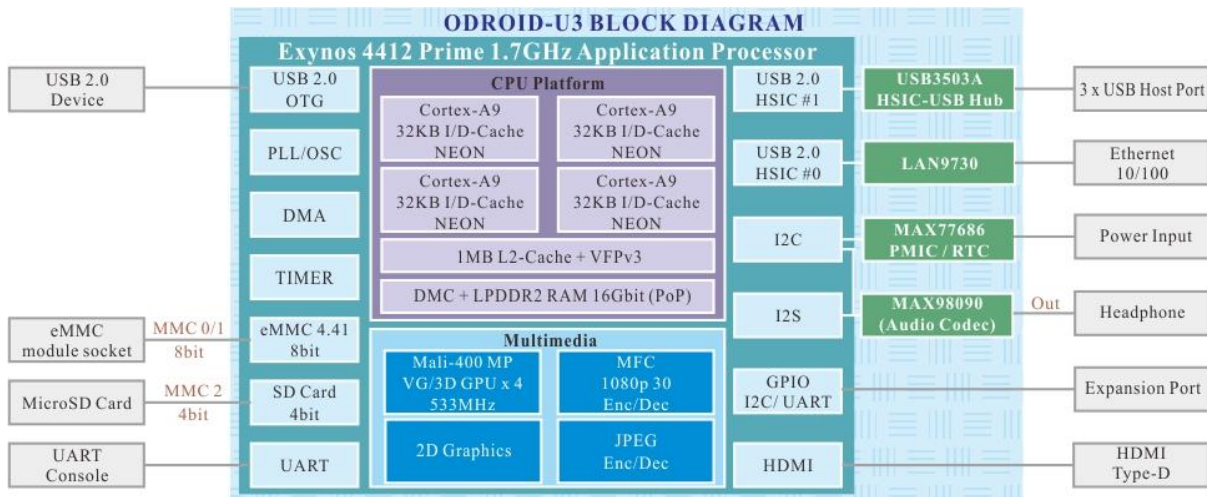 ODROID-U3 BLOCK DIAGRAM
Exynos 4412 Prime 1.7GHz Application Processor
USB 2.0
Device
eMMC
module socket
MicroSD Card
UART
Console
MMC 0/1
8bit
MMC 2
4bit
USB 2.0
OTG
PLL/OSC
DMA
TIMER
eMMC 4.41
8bit
SD Card
4bit
UART
CPU Platform
Cortex-A9
32KB I/D-Cache
NEON
Cortex-A9
32KB I/D-Cache
NEON
Cortex-A9
32KB I/D-Cache
NEON
Cortex-A9
32KB I/D-Cache
NEON
1MB L2-Cache + VFPv3
DMC + LPDDR2 RAM 16Gbit (PoP)
Multimedia
Mali-400 MP
VG/3D GPU x 4
533MHz
MFC
1080p 30
Enc/Dec
2D Graphics
JPEG
Enc/Dec
USB 2.0
HSIC #1
USB 2.0
HSIC #0
I2C
I2S
GPIO
I2C/ UART
HDMI
USB3503A
HSIC-USB Hub
LAN9730
MAX77686
PMIC / RTC
MAX98090
(Audio Codec)
Out
3 x USB Host Port
Ethernet
10/100
Power Input
Headphone
Expansion Port
HDMI
Type-D